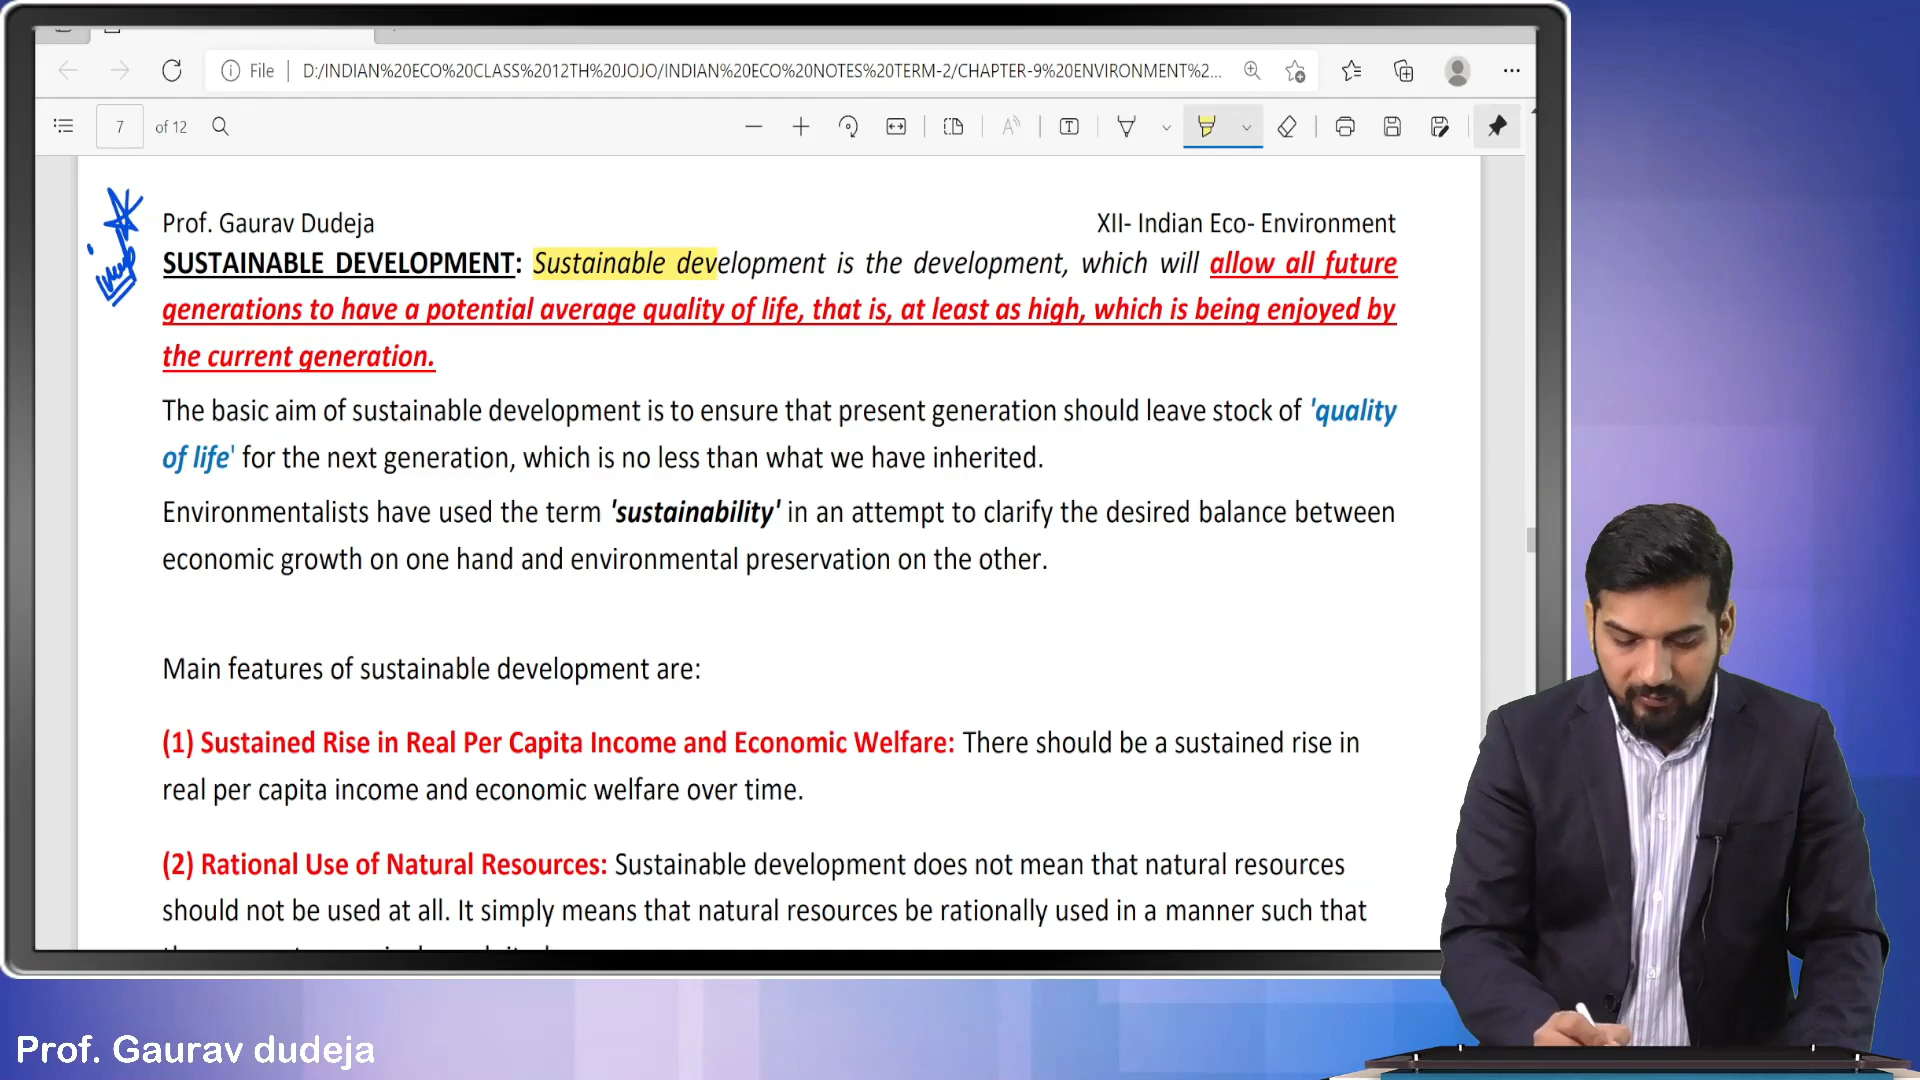 File D:/INDIAN%20ECO%20CLASS%2012TH%20JOJO/INDIAN%20ECO%20NOTES%20TERM-2/CHAPTER-9%20ENVIRONMENT%2...
7 of 12
imp
Prof. Gaurav Dudeja XII- Indian Eco- Environment
SUSTAINABLE DEVELOPMENT: Sustainable development is the development, which will allow all future
generations to have a potential average quality of life, that is, at least as high, which is being enjoyed by
the current generation.
The basic aim of sustainable development is to ensure that present generation should leave stock of 'quality
of life' for the next generation, which is no less than what we have inherited.
Environmentalists have used the term 'sustainability' in an attempt to clarify the desired balance between
economic growth on one hand and environmental preservation on the other.
Main features of sustainable development are:
(1) Sustained Rise in Real Per Capita Income and Economic Welfare: There should be a sustained rise in
real per capita income and economic welfare over time.
(2) Rational Use of Natural Resources: Sustainable development does not mean that natural resources
should not be used at all. It simply means that natural resources be rationally used in a manner such that
Prof. Gaurav dudeja